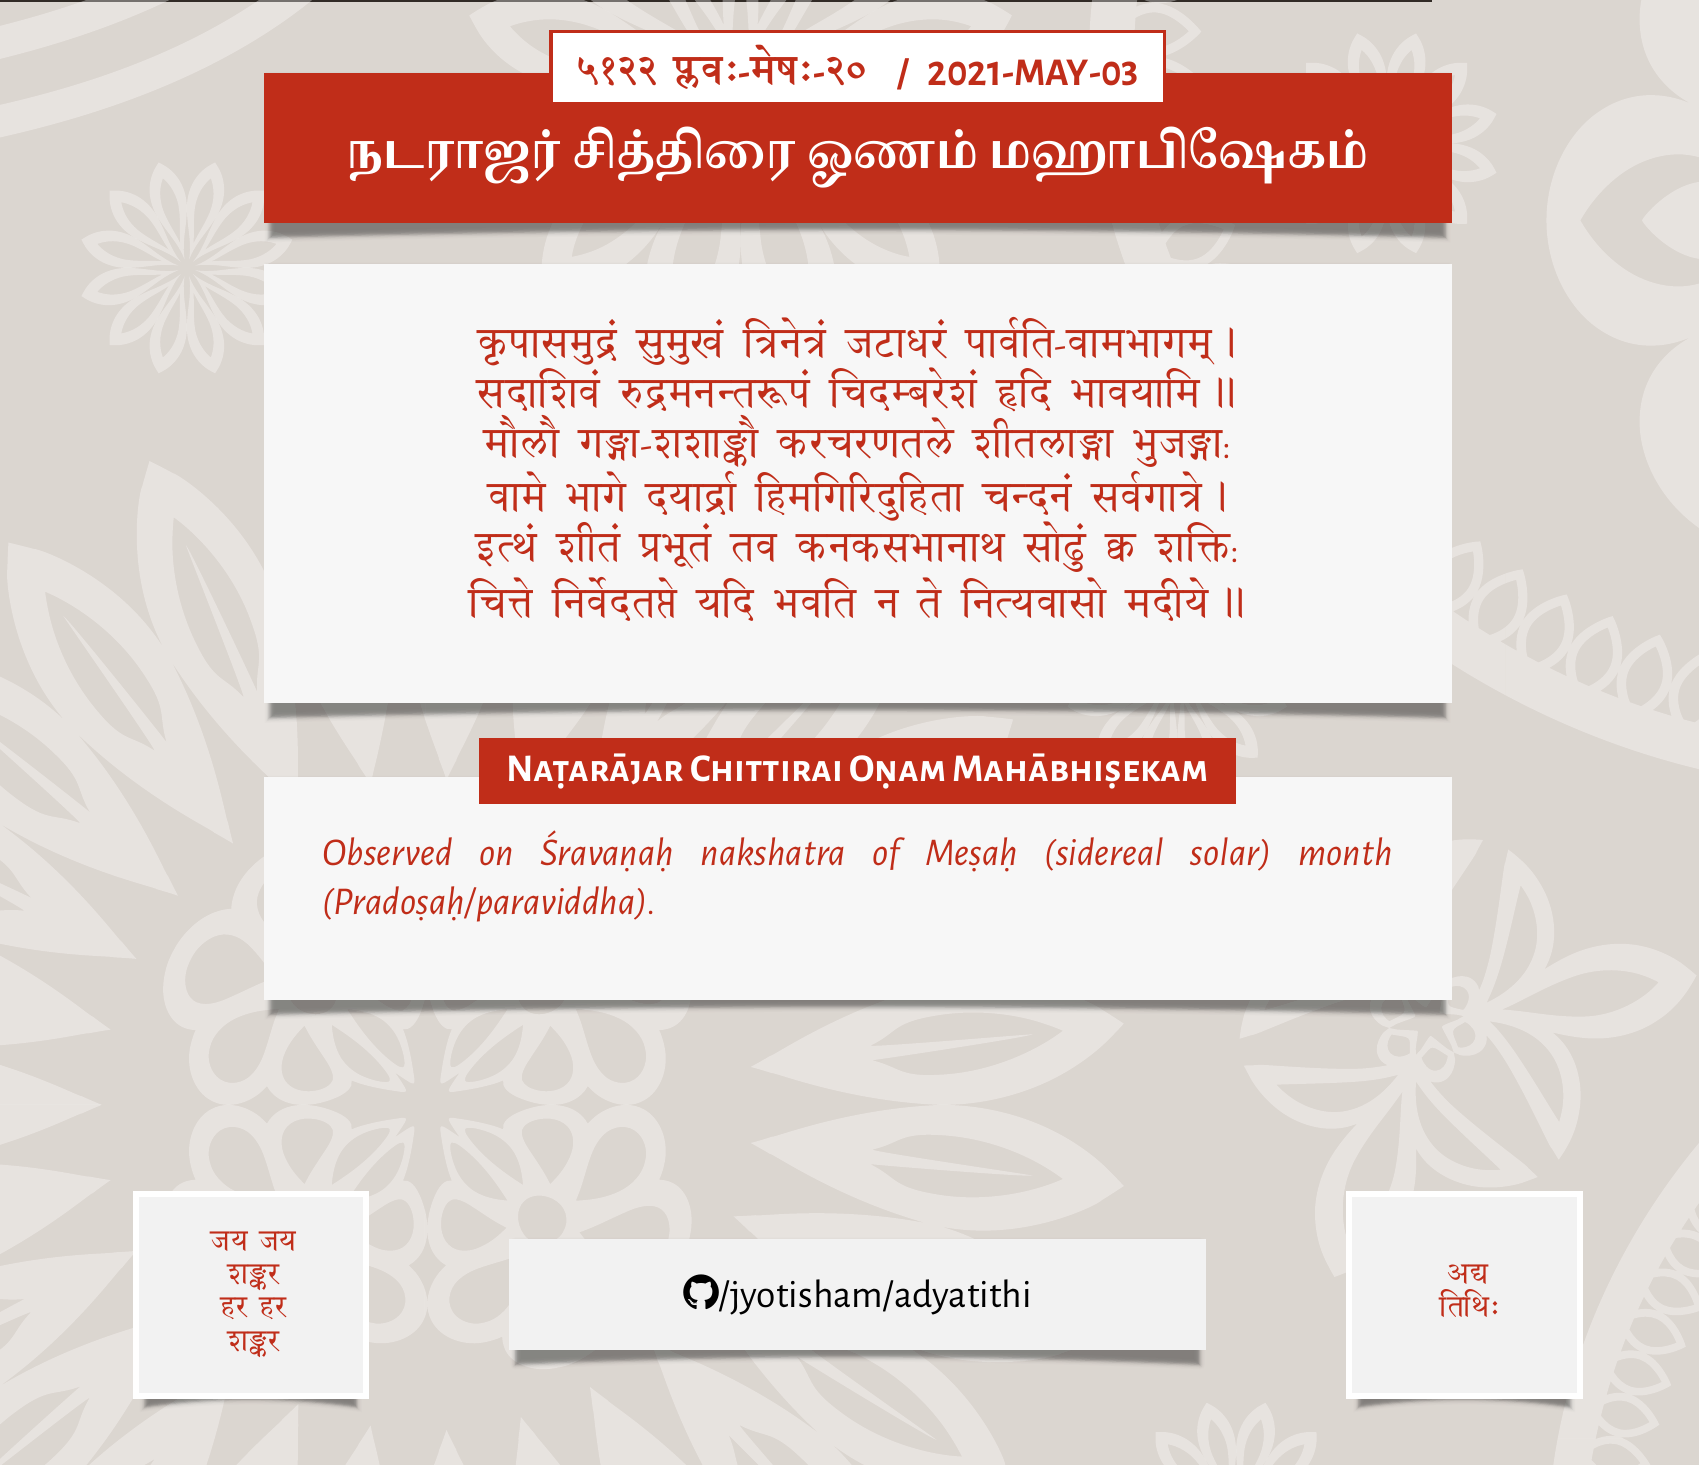 ५१२२ प्लवः-मेषः-२० / 2021-MAY-03
நடராஜர் சித்திரை ஓணம் மஹாபிஷேகம்
कृपासमुद्रं सुमुखं त्रिनेत्रं जटाधरं पार्वति-वामभागम् ।
सदाशिवं रुद्रमनन्तरूपं चिदम्बरेशं हृदि भावयामि ॥
मौलौ गङ्गा-शशाङ्कौ करचरणतले शीतलाङ्गा भुजङ्गाः
वामे भागे दयार्द्रा हिमगिरिदुहिता चन्दनं सर्वगात्रे ।
इत्थं शीतं प्रभूतं तव कनकसभानाथ सोढुं क्व शक्तिः
चित्ते निर्वेदतप्ते यदि भवति न ते नित्यवासो मदीये ॥
Naṭarājar Chittirai Oṇam Mahābhiṣekam
Observed on Śravaṇaḥ nakshatra of Meṣaḥ (sidereal solar) month
(Pradoṣaḥ/paraviddha).
जय जय
शङ्कर
हर हर
शङ्कर
/jyotisham/adyatithi
अद्य
तिथिः